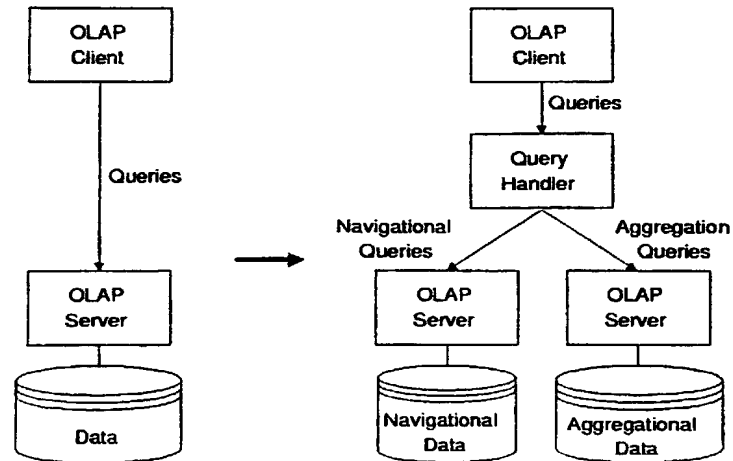 OLAP
Client
Queries
OLAP
Server
Data
OLAP
Client
Queries
Query
Handler
Navigational
Queries
Aggregation
Queries
OLAP
Server
OLAP
Server
Navigational
Data
Aggregational
Data